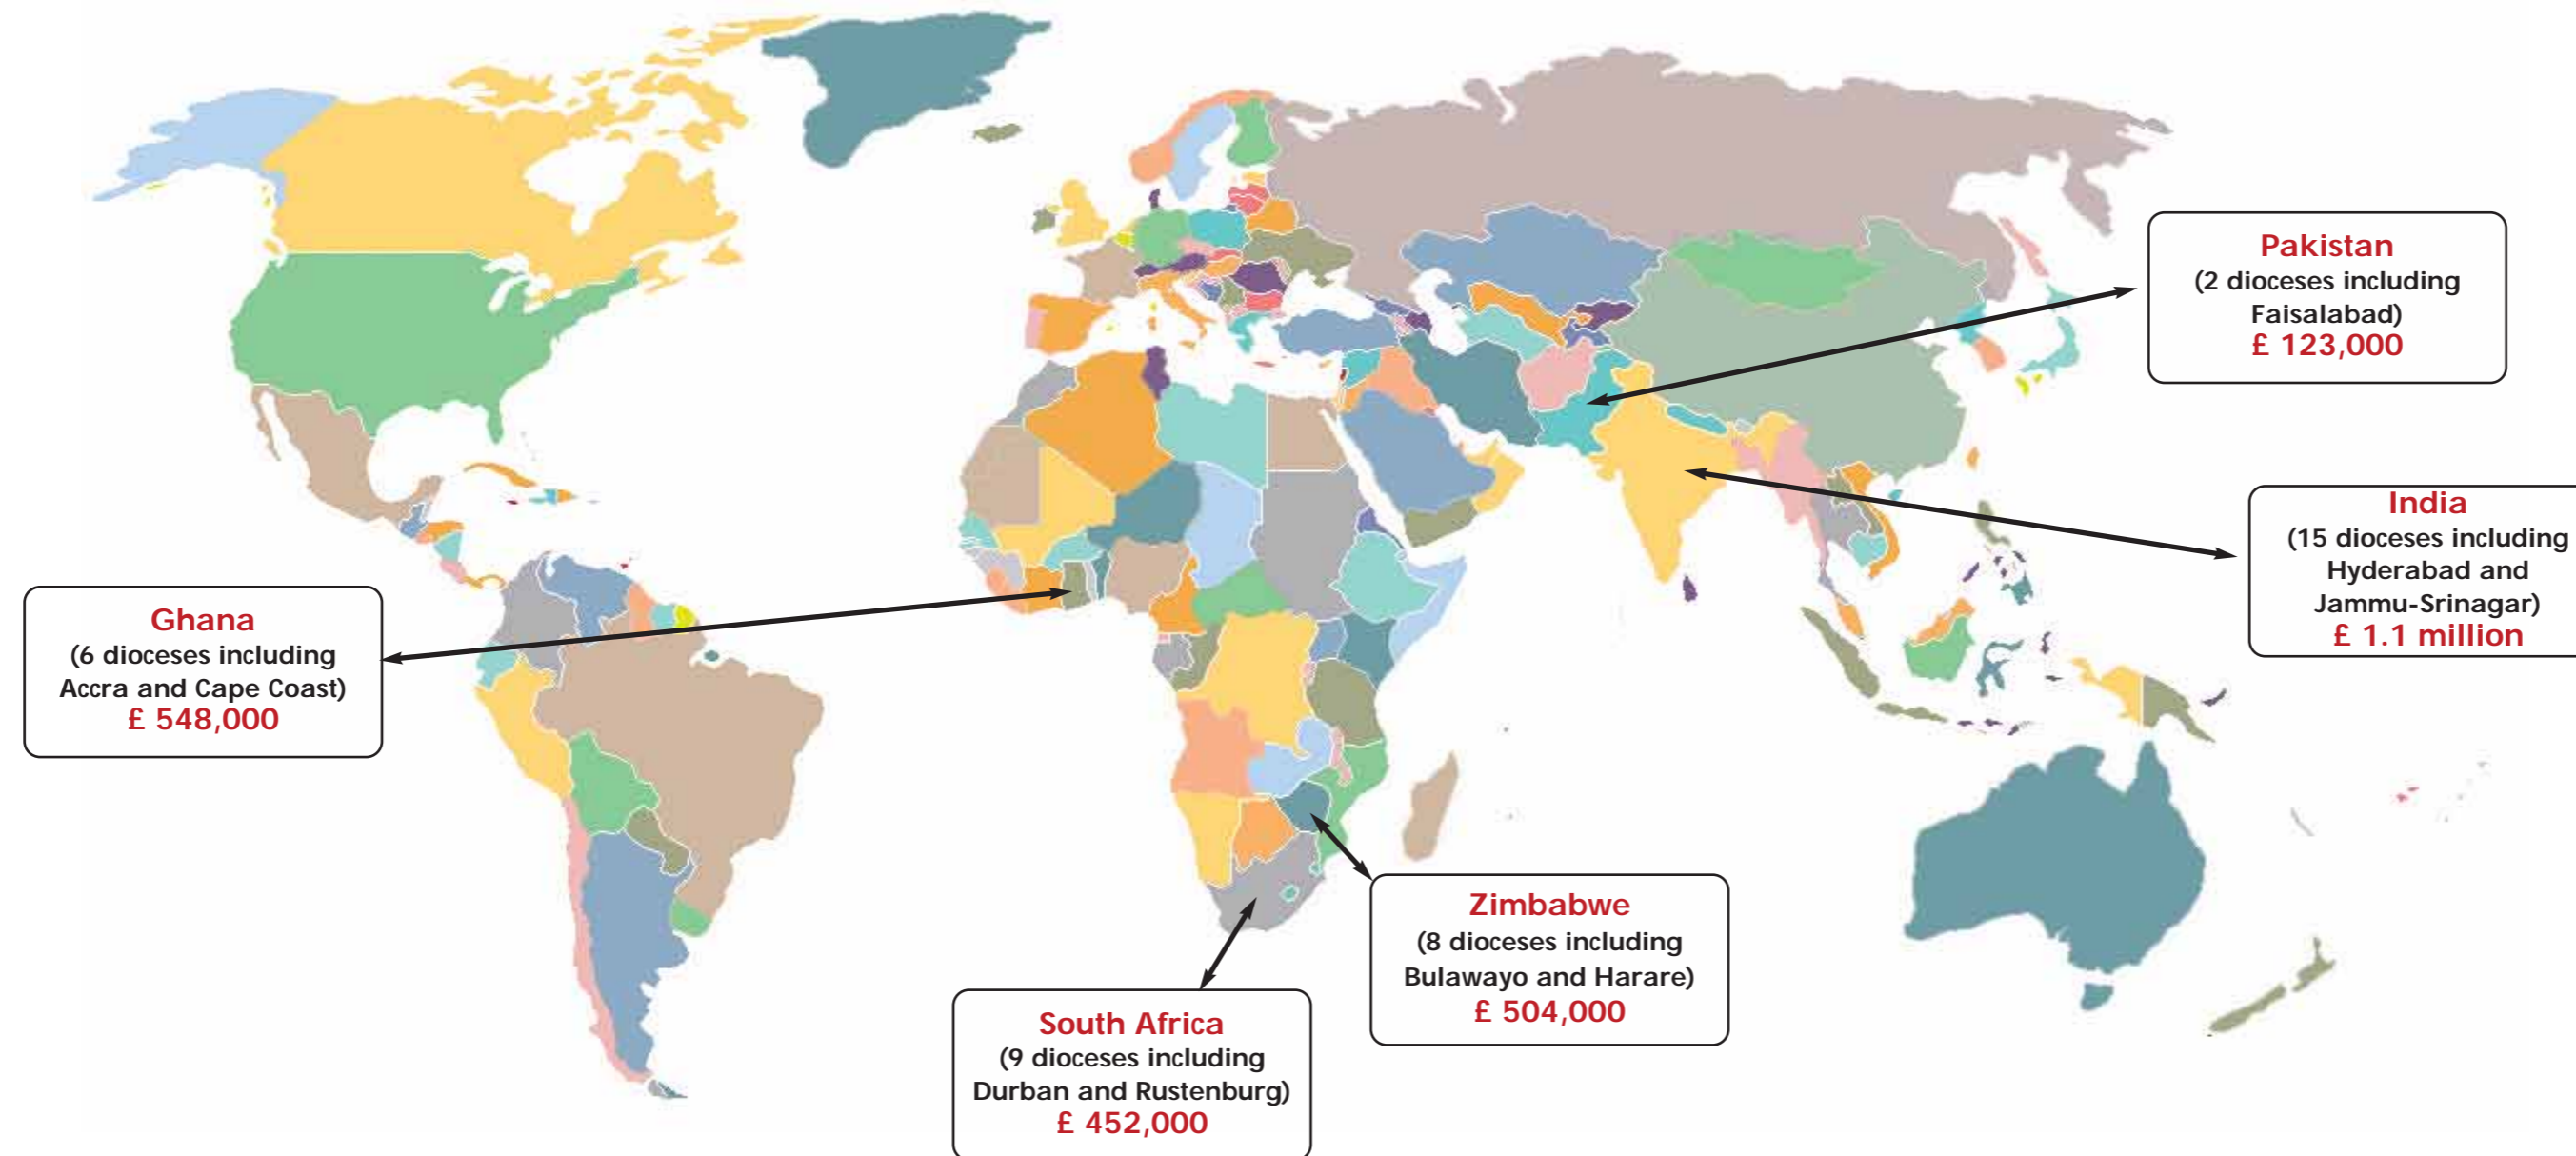 Pakistan
(2 dioceses including
Faisalabad)
£ 123,000
India
(15 dioceses including
Hyderabad and
Jammu-Srinagar)
£ 1.1 million
Ghana
(6 dioceses including
Accra and Cape Coast)
£ 548,000
Zimbabwe
(8 dioceses including
Bulawayo and Harare)
£ 504,000
South Africa
(9 dioceses including
Durban and Rustenburg)
£ 452,000